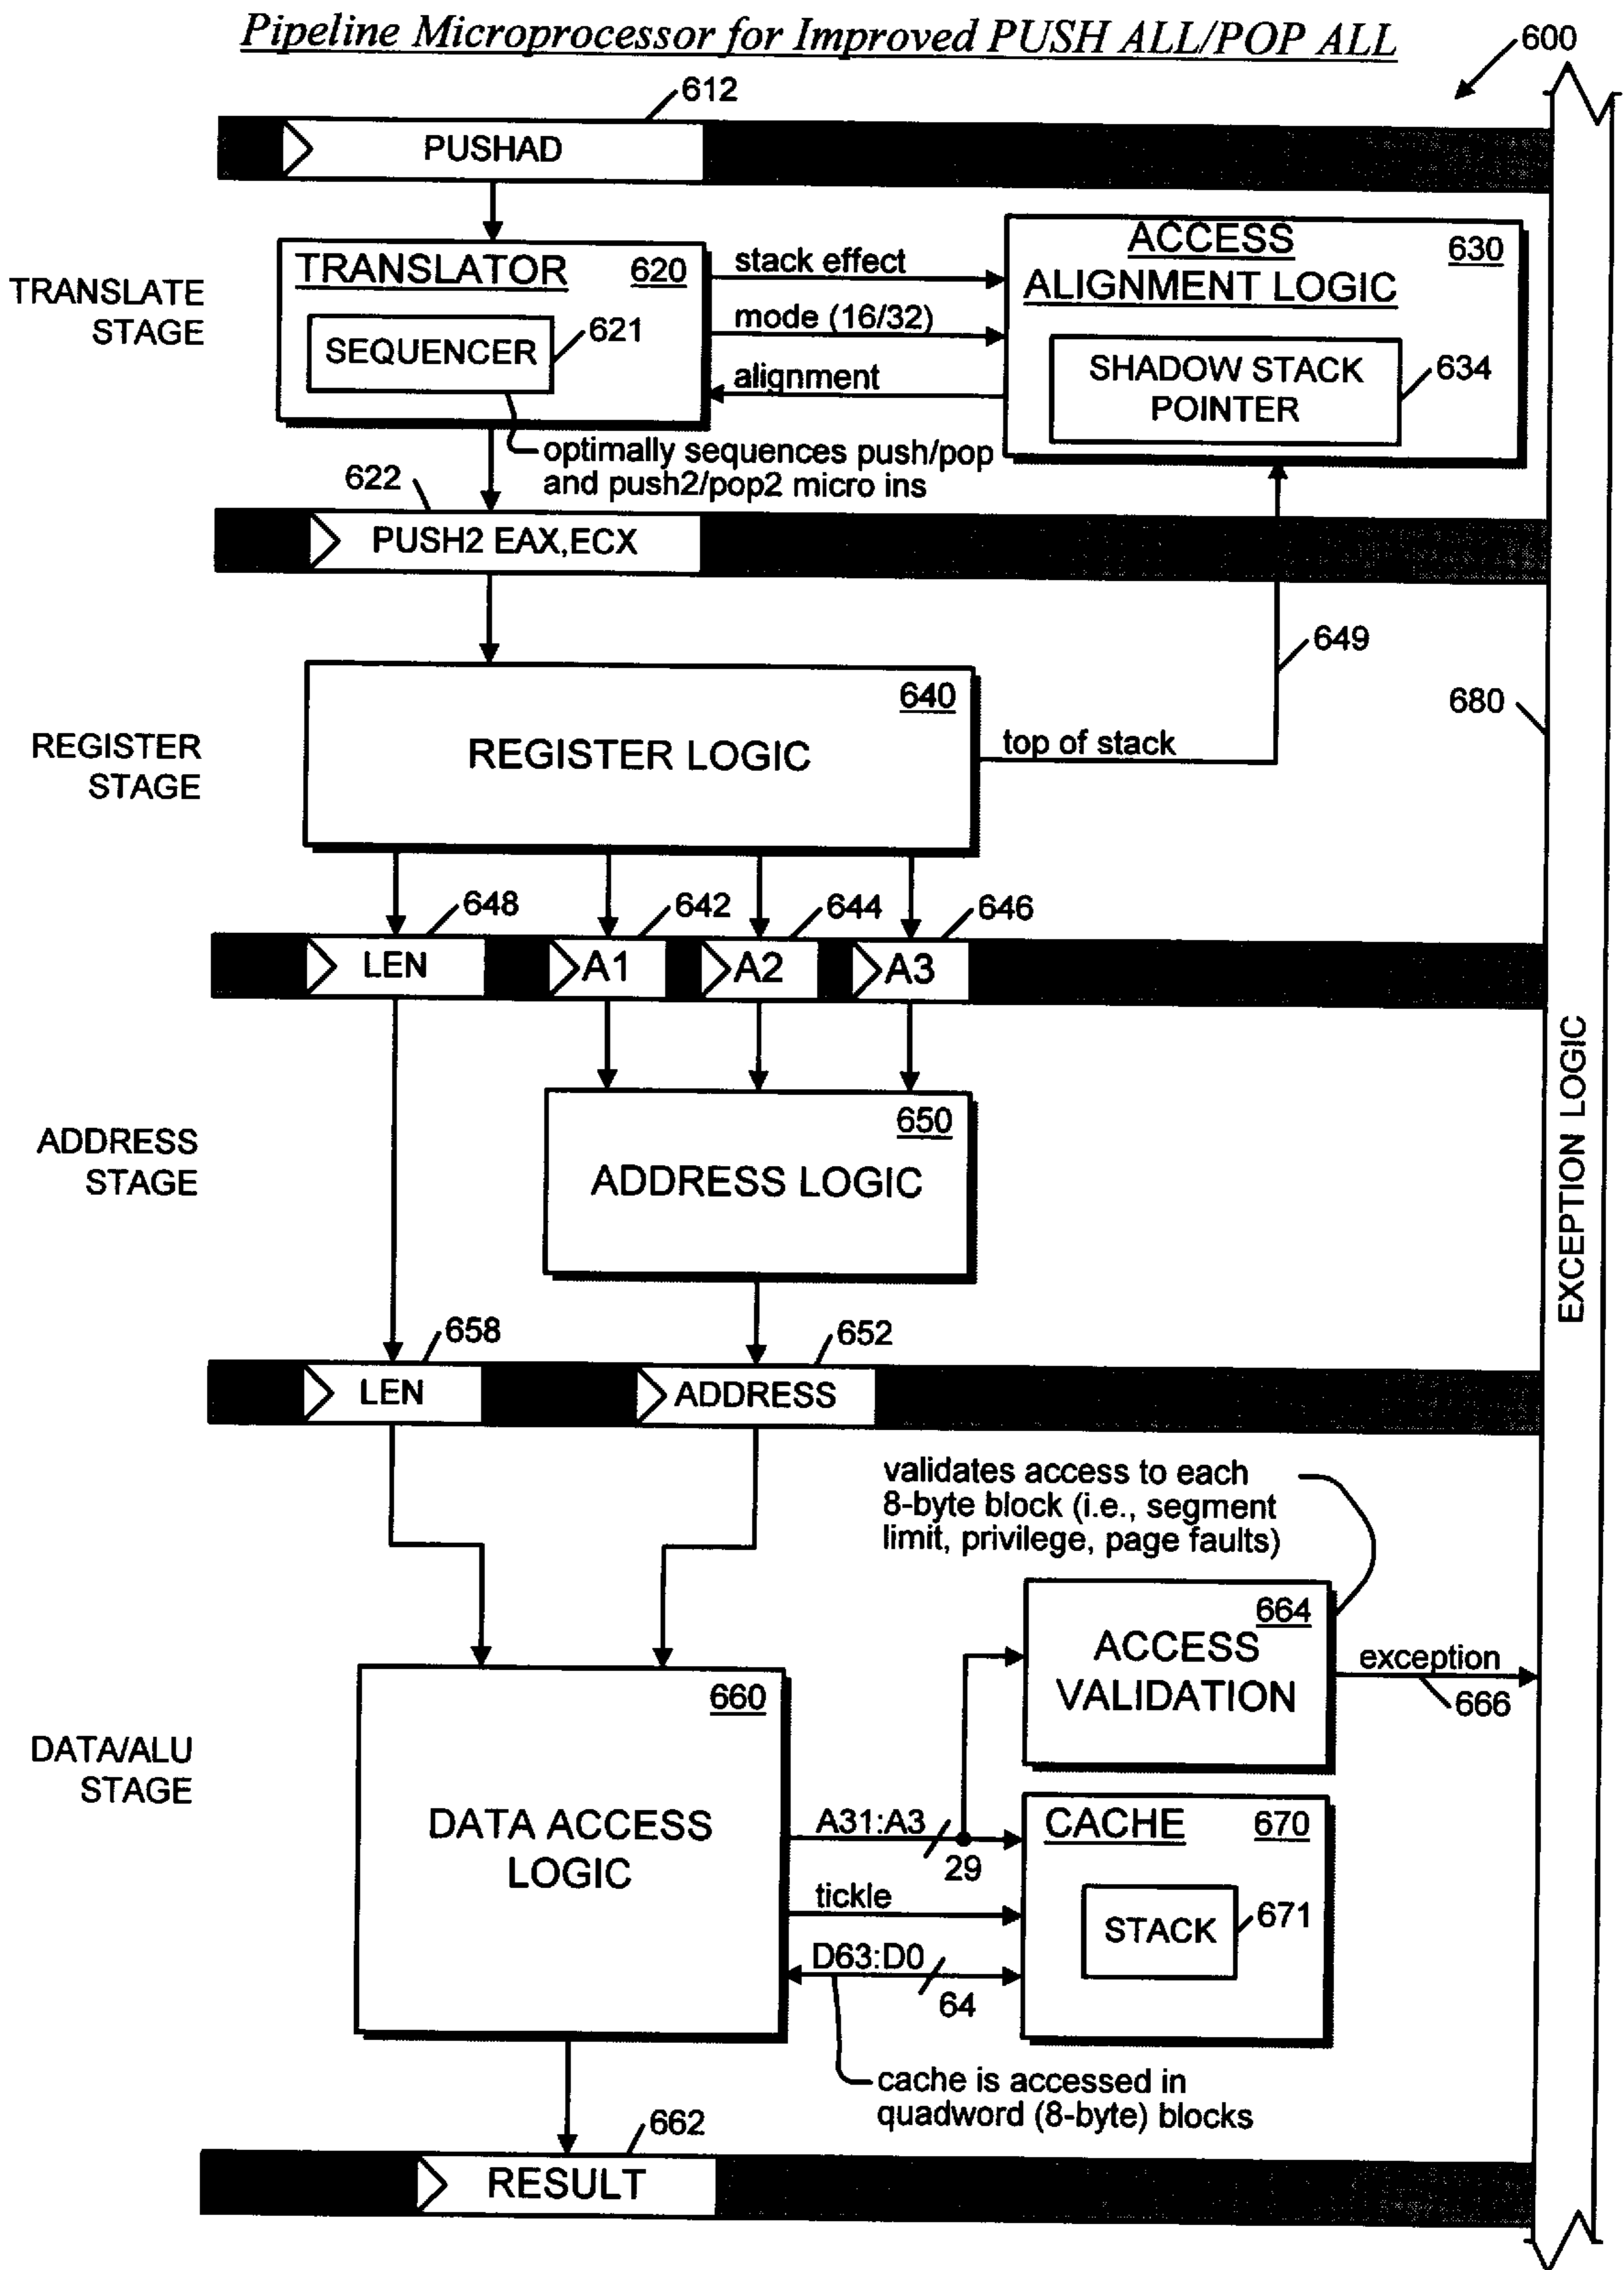 Pipeline Microprocessor for Improved PUSH ALL/POP ALL
600
612
PUSHAD
TRANSLATE
STAGE
TRANSLATOR 620
SEQUENCER
621
stack effect
mode (16/32)
alignment
ACCESS
ALIGNMENT LOGIC
630
SHADOW STACK
POINTER
634
optimally sequences push/pop
and push2/pop2 micro ins
622
PUSH2 EAX,ECX
649
REGISTER
STAGE
640
REGISTER LOGIC
top of stack
680
648
642
644
646
LEN
A1
A2
A3
EXCEPTION LOGIC
ADDRESS
STAGE
650
ADDRESS LOGIC
658
652
LEN
ADDRESS
validates access to each
8-byte block (i.e., segment
limit, privilege, page faults)
664
ACCESS
VALIDATION
exception
666
DATA/ALU
STAGE
660
DATA ACCESS
LOGIC
A31:A3
29
tickle
D63:D0
64
CACHE 670
STACK
671
cache is accessed in
quadword (8-byte) blocks
662
RESULT